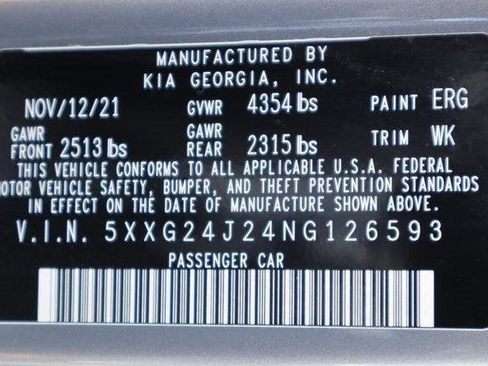 MANUFACTURED BY
KIA GEORGIA, INC.
NOV/12/21 GVWR 4354 lbs PAINT ERG
GAWR FRONT 2513 lbs GAWR REAR 2315 lbs TRIM WK
THIS VEHICLE CONFORMS TO ALL APPLICABLE U.S.A. FEDERAL
MOTOR VEHICLE SAFETY, BUMPER, AND THEFT PREVENTION STANDARDS
IN EFFECT ON THE DATE OF MANUFACTURE SHOWN ABOVE.
V.I.N. 5XXG24J24NG126593
PASSENGER CAR